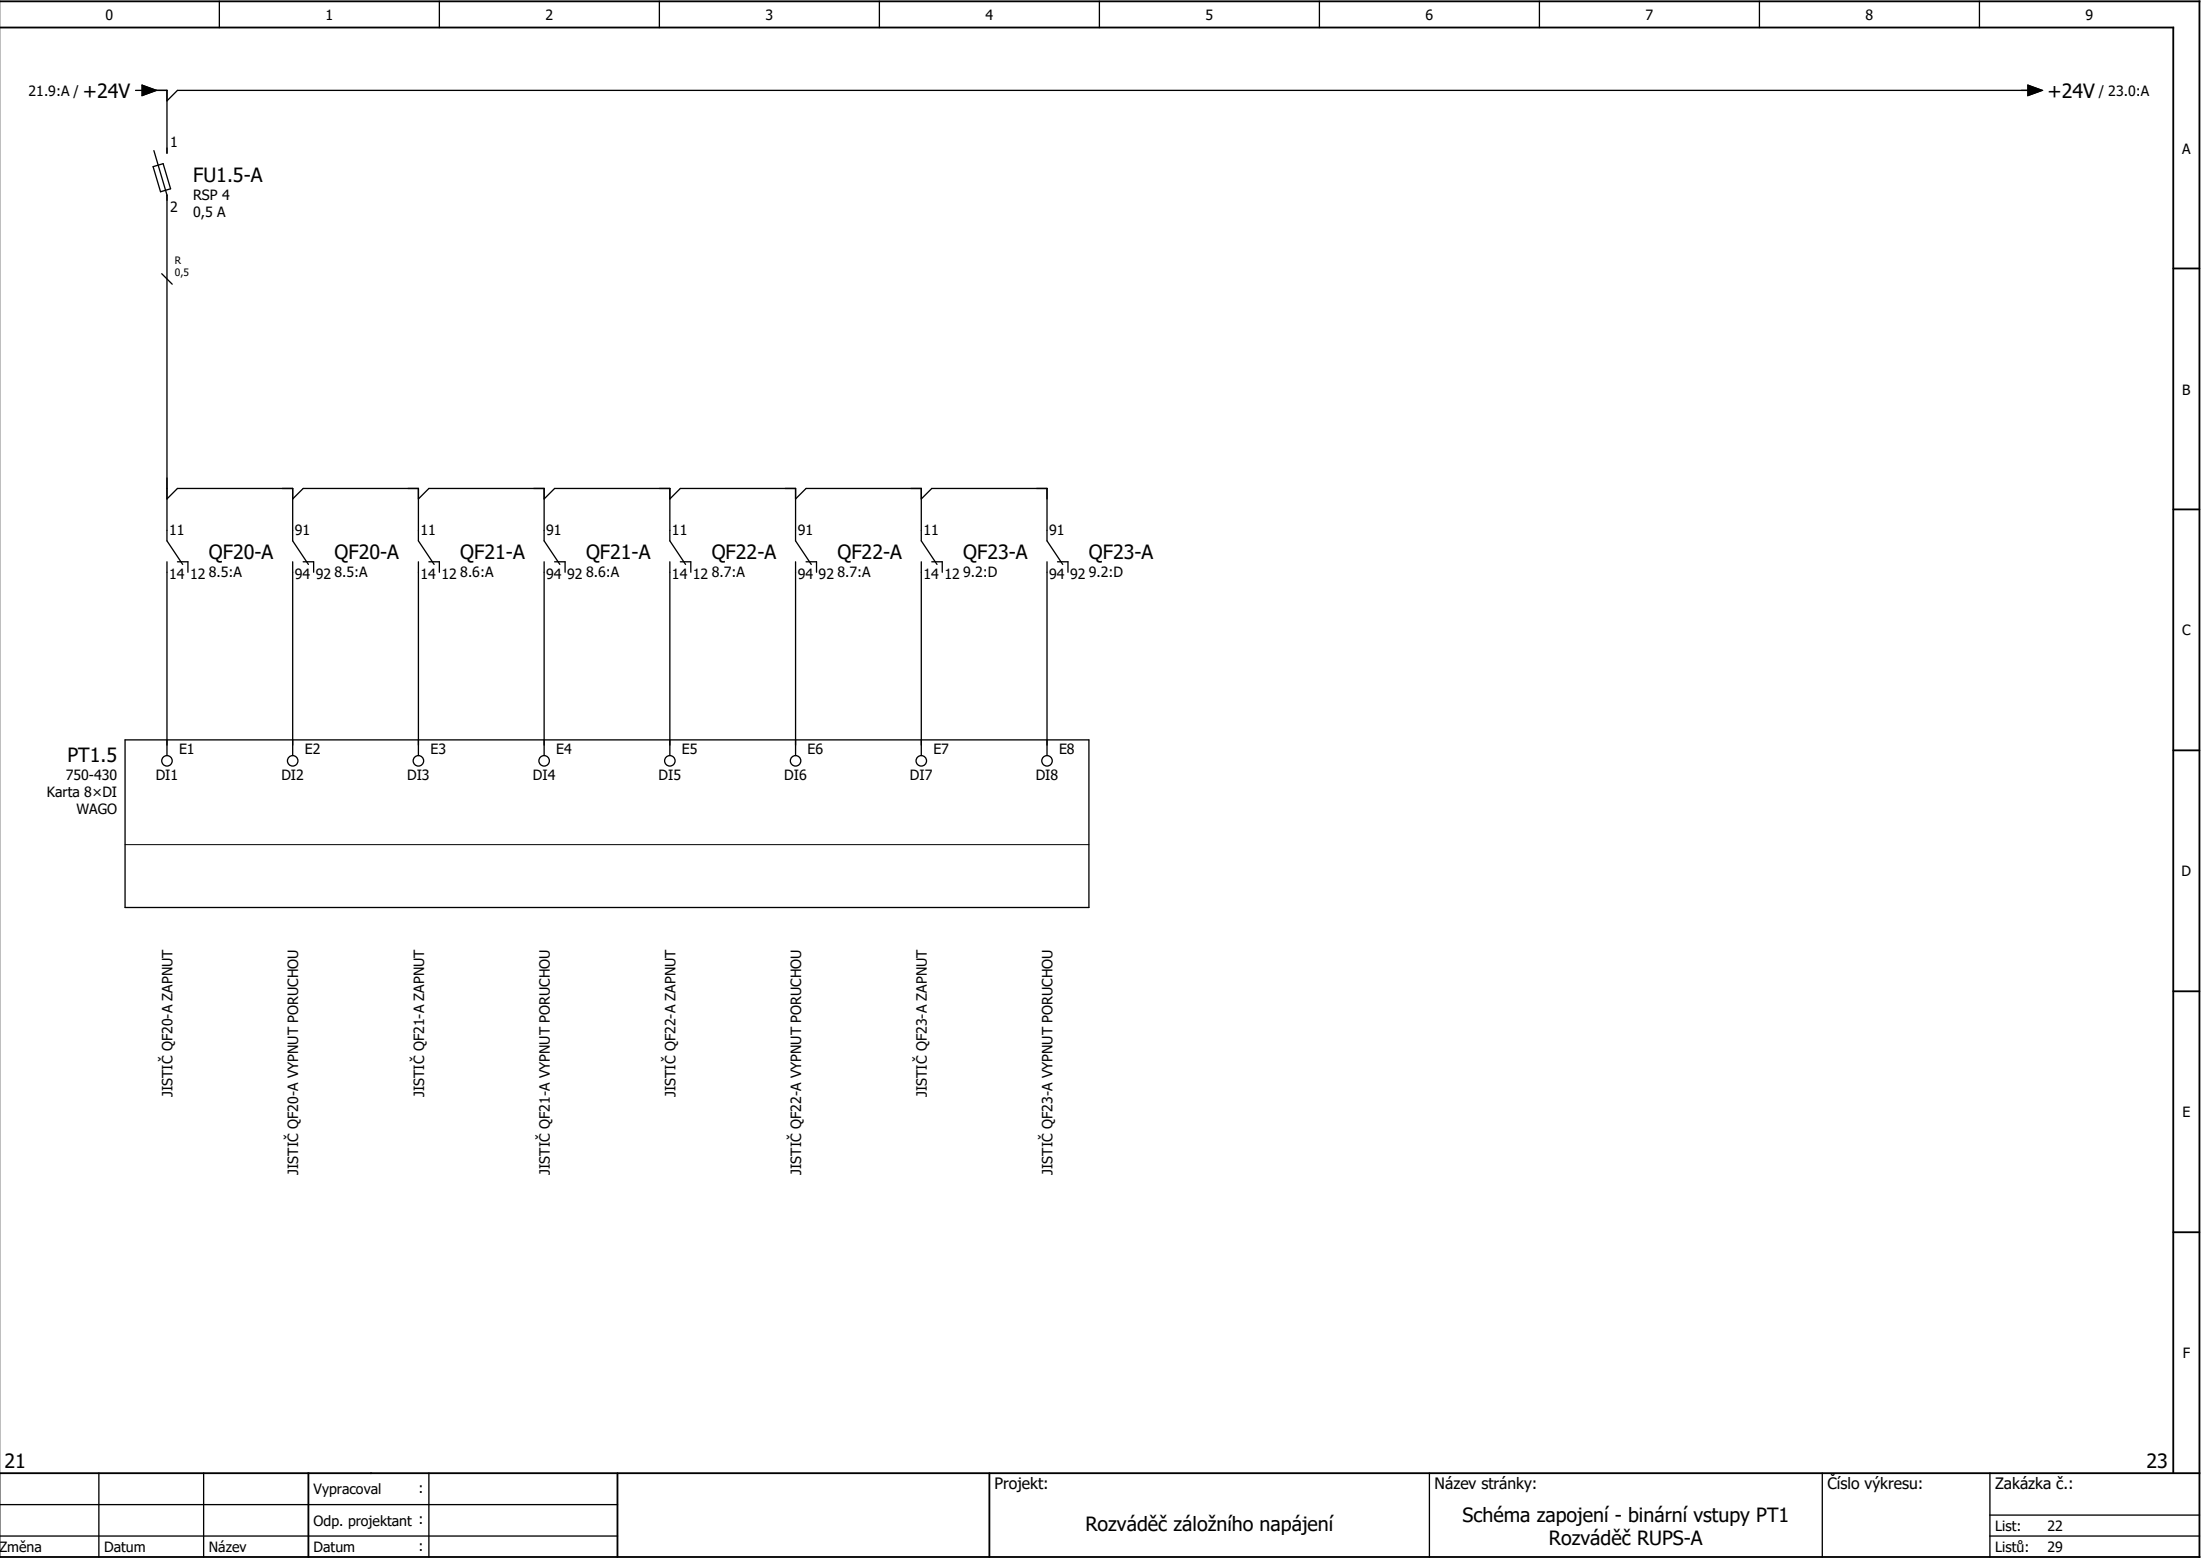 0 1 2 3 4 5 6 7 8 9
21.9:A / +24V
+24V / 23.0:A
A
1
FU1.5-A
RSP 4
2
0,5 A
R
0,5
B
11 91 11 91 11 91 11 91
QF20-A QF20-A QF21-A QF21-A QF22-A QF22-A QF23-A QF23-A
14 12 8.5:A 94 92 8.5:A 14 12 8.6:A 94 92 8.6:A 14 12 8.7:A 94 92 8.7:A 14 12 9.2:D 94 92 9.2:D
C
PT1.5
750-430
Karta 8×DI
WAGO
E1 E2 E3 E4 E5 E6 E7 E8
DI1 DI2 DI3 DI4 DI5 DI6 DI7 DI8
D
JISTIČ QF20-A ZAPNUT
JISTIČ QF20-A VYPNUT PORUCHOU
JISTIČ QF21-A ZAPNUT
JISTIČ QF21-A VYPNUT PORUCHOU
JISTIČ QF22-A ZAPNUT
JISTIČ QF22-A VYPNUT PORUCHOU
JISTIČ QF23-A ZAPNUT
JISTIČ QF23-A VYPNUT PORUCHOU
E
F
21
23
Vypracoval :
Odp. projektant :
Změna Datum Název Datum :
Projekt:
Rozváděč záložního napájení
Název stránky:
Schéma zapojení - binární vstupy PT1
Rozváděč RUPS-A
Číslo výkresu:
Zakázka č.:
List: 22
Listů: 29